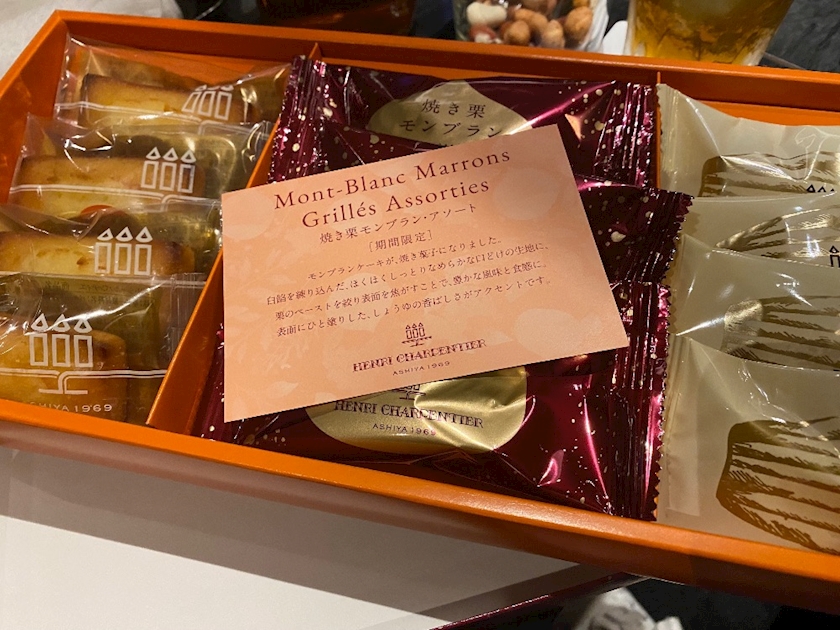 焼き栗
モンブラン
Mont-Blanc Marrons
Grillés Assorties
焼き栗モンブラン・アソート
［期間限定］
モンブランケーキが、焼き菓子になりました。
白餡を練り込んだ、ほくほくしっとりなめらかな口どけの生地に、
栗のペーストを絞り表面を焦がすことで、豊かな風味と食感に。
表面にひと塗りした、しょうゆの香ばしさがアクセントです。
HENRI CHARPENTIER
ASHIYA 1969
HENRI CHARPENTIER
ASHIYA 1969
ASHIYA 1969